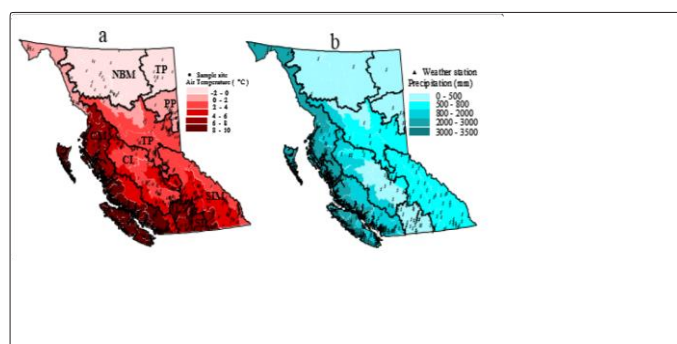 a
b
NBM
TP
PP
TP
CI
SIM
Sample site
Air Temperature ( °C)
-2 - 0
0 - 2
2 - 4
4 - 6
6 - 8
8 - 10
Weather station
Precipitation (mm)
0 - 500
500 - 800
800 - 2000
2000 - 3000
3000 - 3500